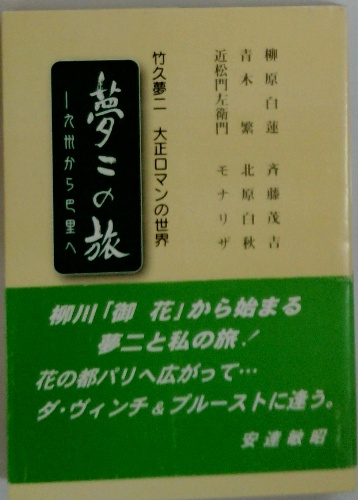 柳原白蓮 斉藤茂吉
青木繁 北原白秋
近松門左衛門 モナリザ
竹久夢二 大正ロマンの世界
夢二の旅
―九州から巴里へ
柳川「御 花」から始まる
夢二と私の旅!
花の都パリへ広がって…
ダ・ヴィンチ&プルーストに逢う。
安達敏昭